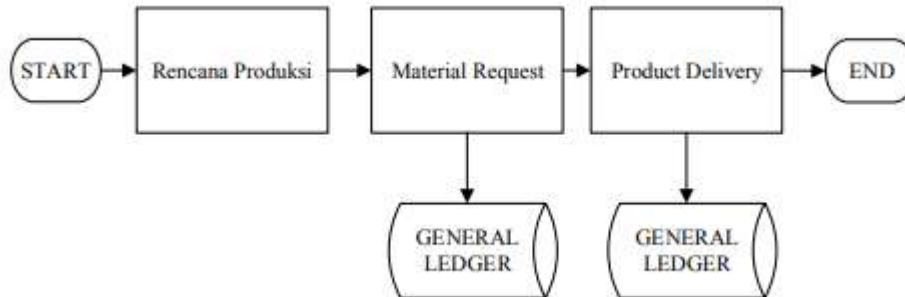 START
Rencana Produksi
Material Request
Product Delivery
END
GENERAL
LEDGER
GENERAL
LEDGER